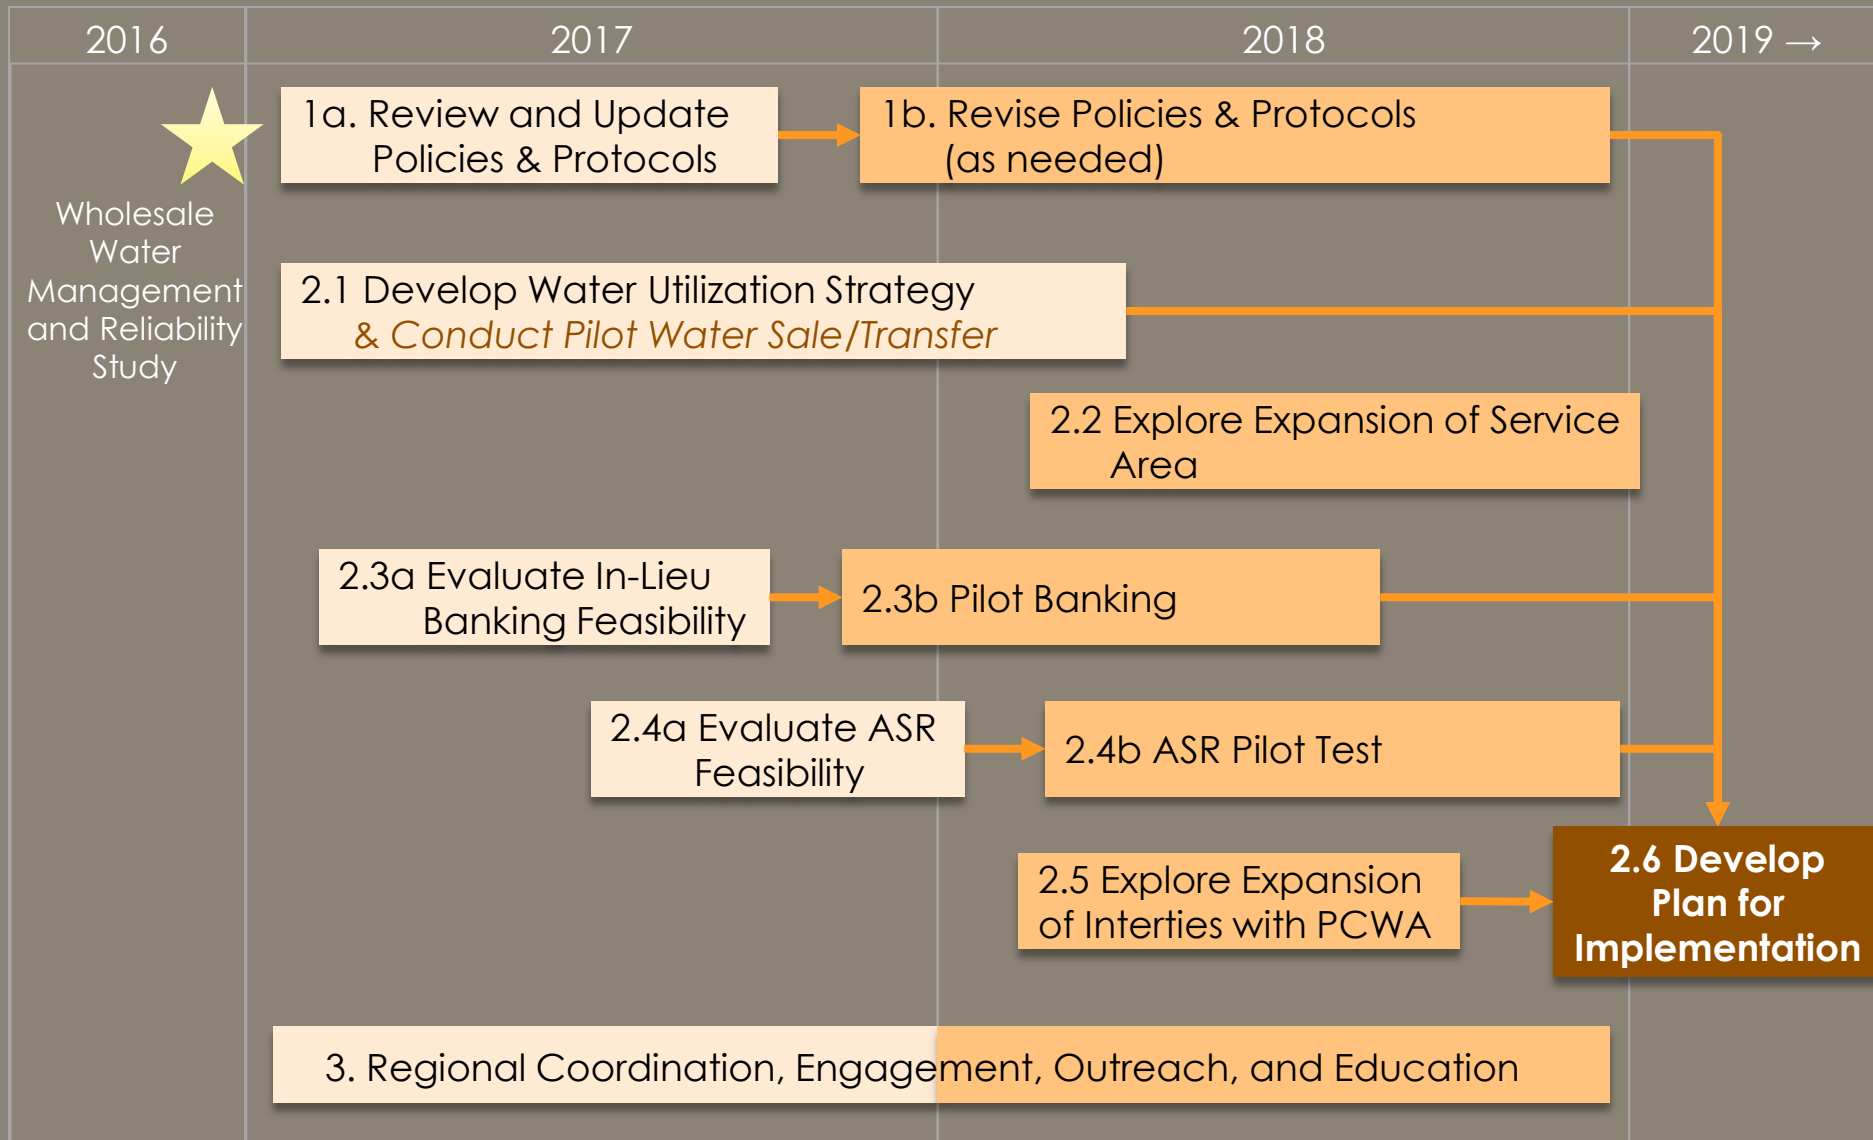 2016
2017
2018
2019 →
Wholesale
Water
Management
and Reliability
Study
1a. Review and Update
Policies & Protocols
1b. Revise Policies & Protocols
(as needed)
2.1 Develop Water Utilization Strategy
& Conduct Pilot Water Sale/Transfer
2.2 Explore Expansion of Service
Area
2.3a Evaluate In-Lieu
Banking Feasibility
2.3b Pilot Banking
2.4a Evaluate ASR
Feasibility
2.4b ASR Pilot Test
2.5 Explore Expansion
of Interties with PCWA
2.6 Develop
Plan for
Implementation
3. Regional Coordination, Engagement, Outreach, and Education